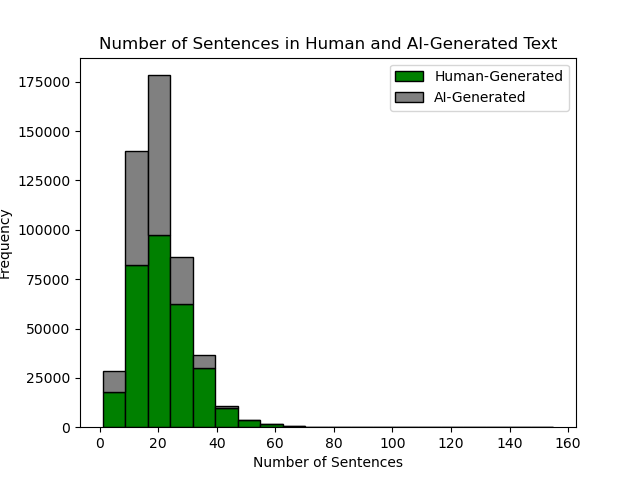 Number of Sentences in Human and AI-Generated Text
Human-Generated
AI-Generated
175000
150000
125000
100000
75000
50000
25000
0
Frequency
0 20 40 60 80 100 120 140 160
Number of Sentences